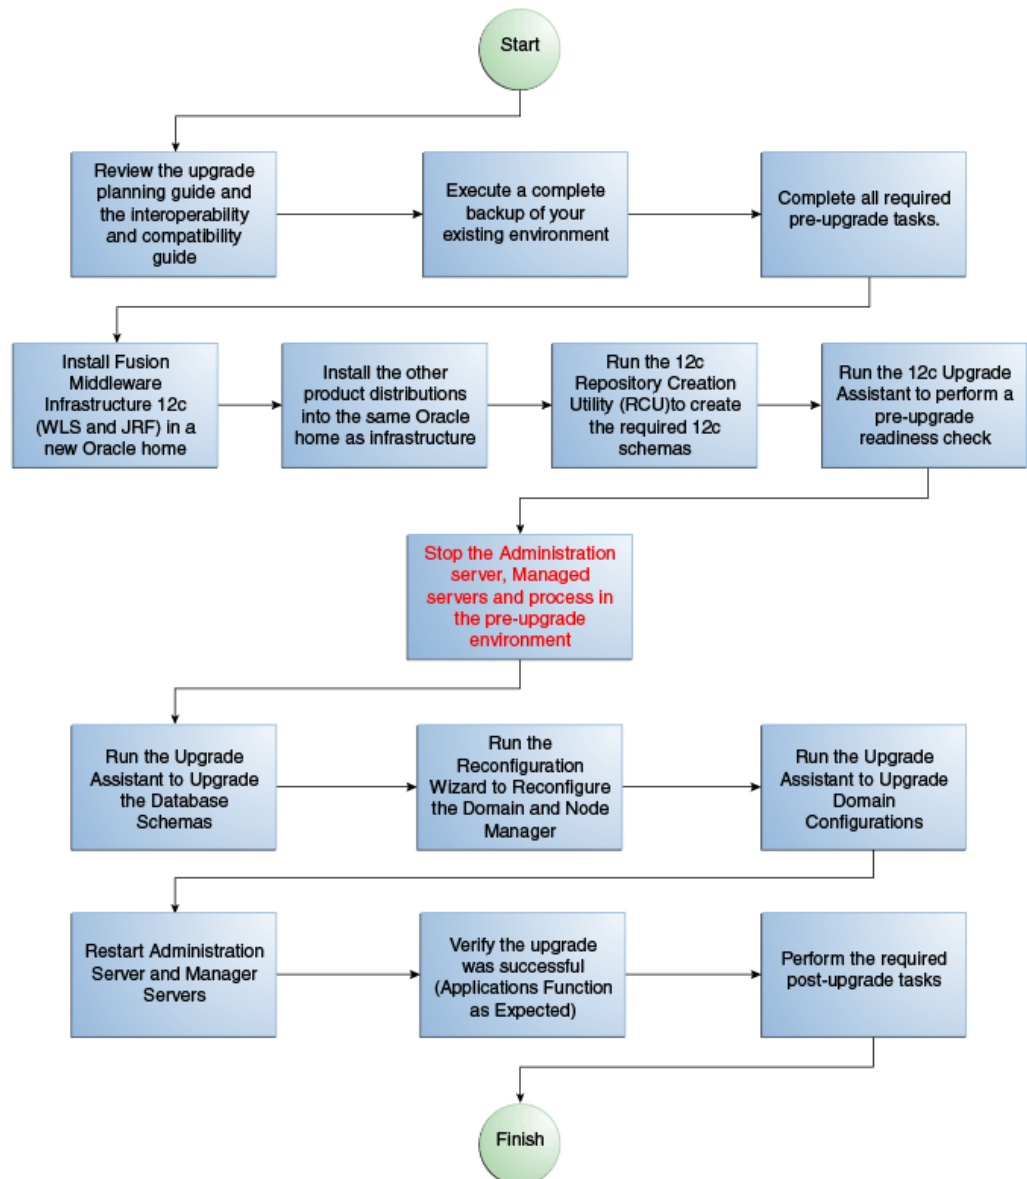 Start
Review the upgrade
planning guide and
the interoperability
and compatibility
guide
Execute a complete
backup of your
existing environment
Complete all required
pre-upgrade tasks.
Install Fusion
Middleware
Infrastructure 12c
(WLS and JRF) in a
new Oracle home
Install the other
product distributions
into the same Oracle
home as infrastructure
Run the 12c
Repository Creation
Utility (RCU)to create
the required 12c
schemas
Run the 12c Upgrade
Assistant to perform a
pre-upgrade
readiness check
Stop the Administration
server, Managed
servers and process in
the pre-upgrade
environment
Run the Upgrade
Assistant to Upgrade
the Database
Schemas
Run the
Reconfiguration
Wizard to Reconfigure
the Domain and Node
Manager
Run the Upgrade
Assistant to Upgrade
Domain
Configurations
Restart Administration
Server and Manager
Servers
Verify the upgrade
was successful
(Applications Function
as Expected)
Perform the required
post-upgrade tasks
Finish